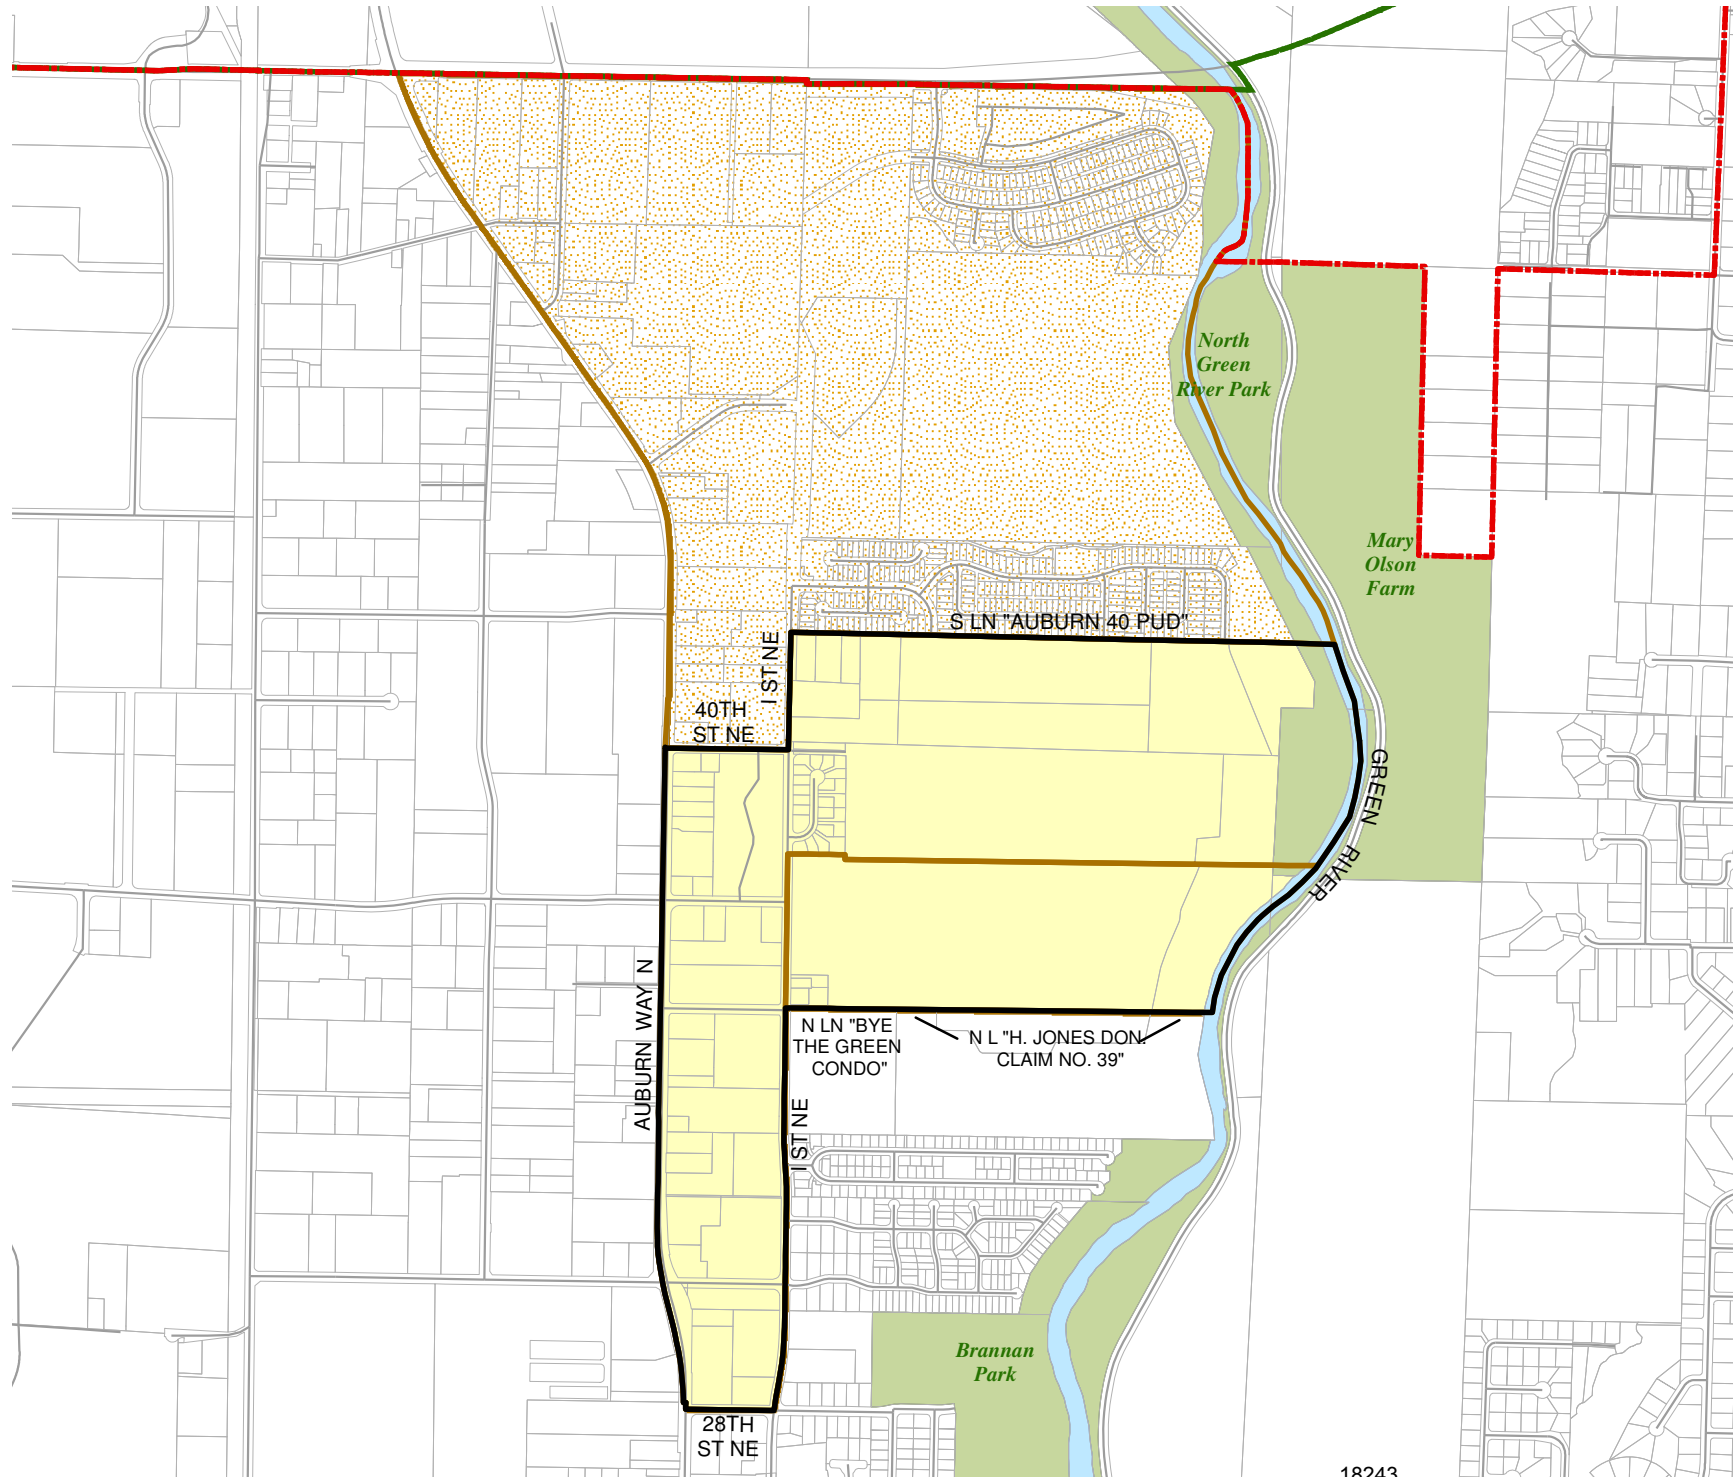 North
Green
River Park
Mary
Olson
Farm
S LN "AUBURN 40 PUD"
I ST NE
40TH
ST NE
GREEN
RIVER
AUBURN WAY N
N LN "BYE
THE GREEN
CONDO"
N L "H. JONES DON.
CLAIM NO. 39"
I ST NE
Brannan
Park
28TH
ST NE
18243